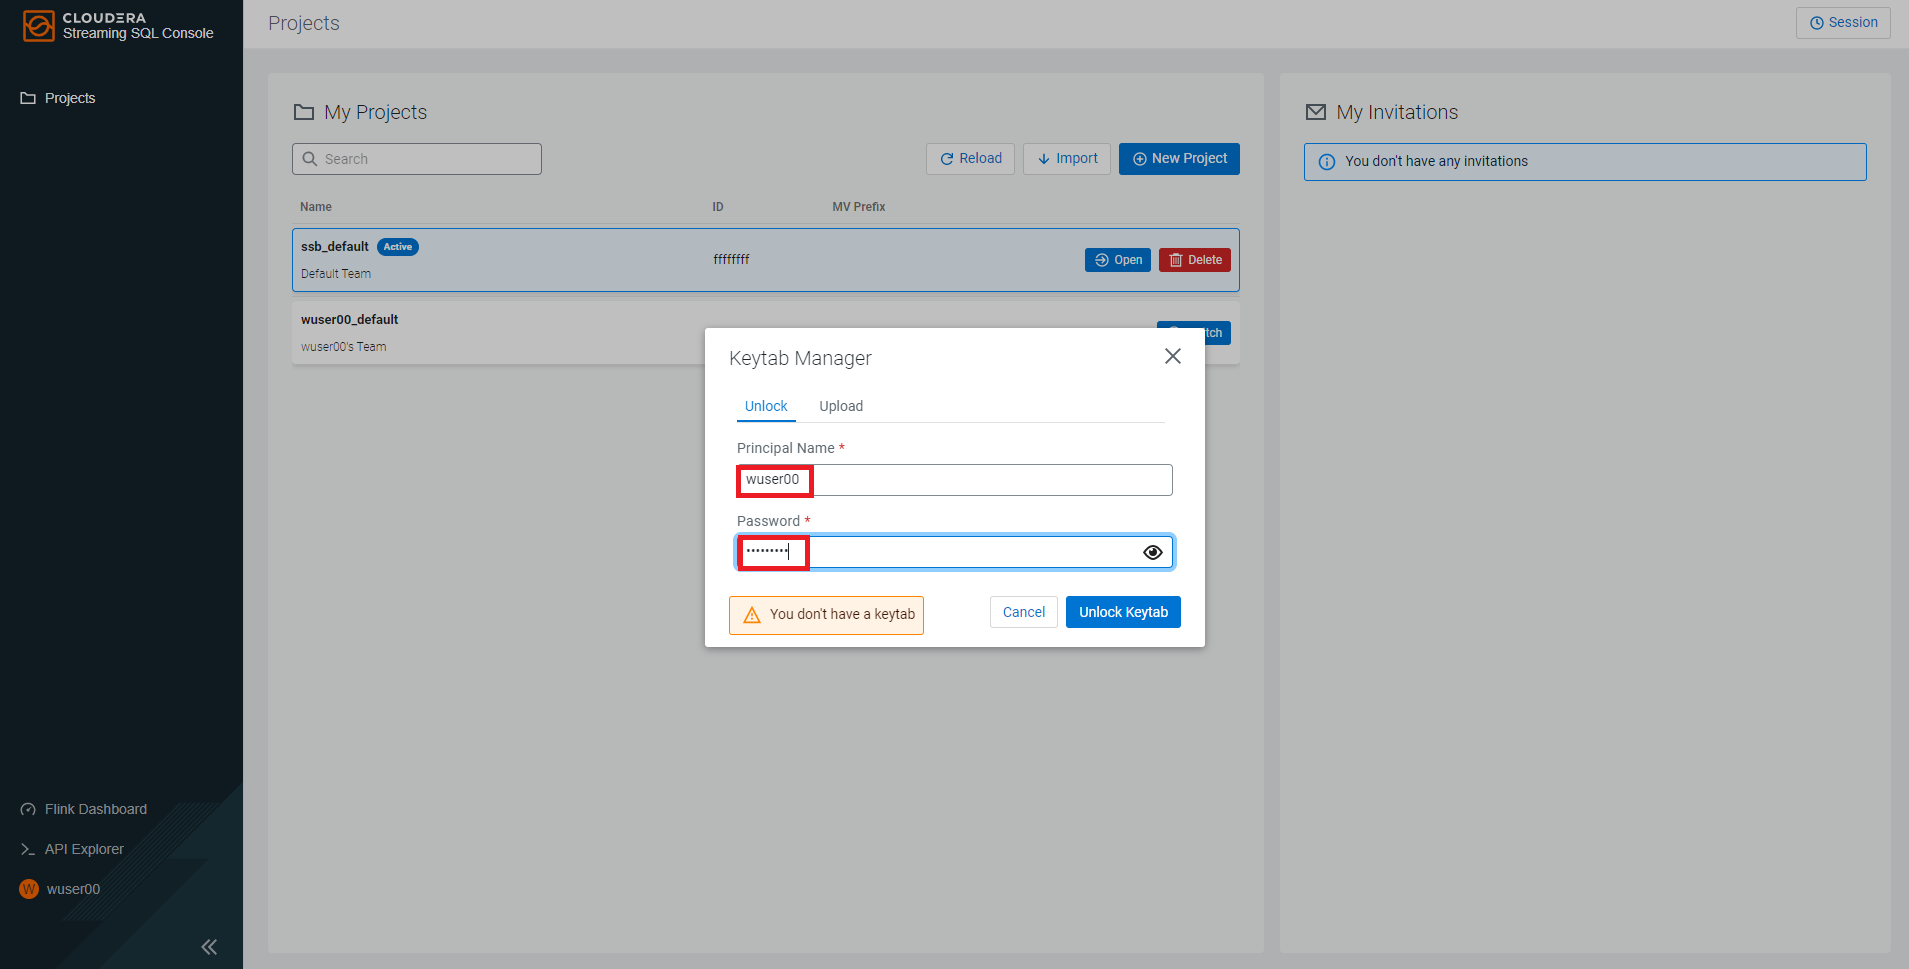 CLOUDERA
Streaming SQL Console
Projects
Flink Dashboard
API Explorer
W wuser00
Projects
Session
My Projects
Search
Reload
Import
New Project
Name ID MV Prefix
ssb_default Active
Default Team
ffffffff
Open
Delete
wuser00_default
wuser00's Team
My Invitations
You don't have any invitations
Keytab Manager
Unlock Upload
Principal Name *
wuser00
Password *
•••••••••
You don't have a keytab
Cancel
Unlock Keytab